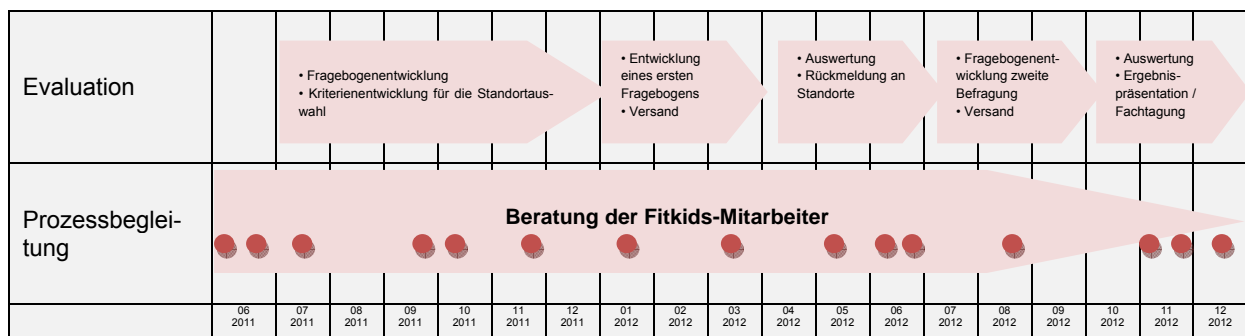 Evaluation
• Fragebogenentwicklung
• Kriterienentwicklung für die Standortaus-
wahl
• Entwicklung
eines ersten
Fragebogens
• Versand
• Auswertung
• Rückmeldung an
Standorte
• Fragebogenent-
wicklung zweite
Befragung
• Versand
• Auswertung
• Ergebnis-
präsentation /
Fachtagung
Prozessbeglei-
tung
Beratung der Fitkids-Mitarbeiter
06 07 08 09 10 11 12 01 02 03 04 05 06 07 08 09 10 11 12
2011 2011 2011 2011 2011 2011 2011 2012 2012 2012 2012 2012 2012 2012 2012 2012 2012 2012 2012